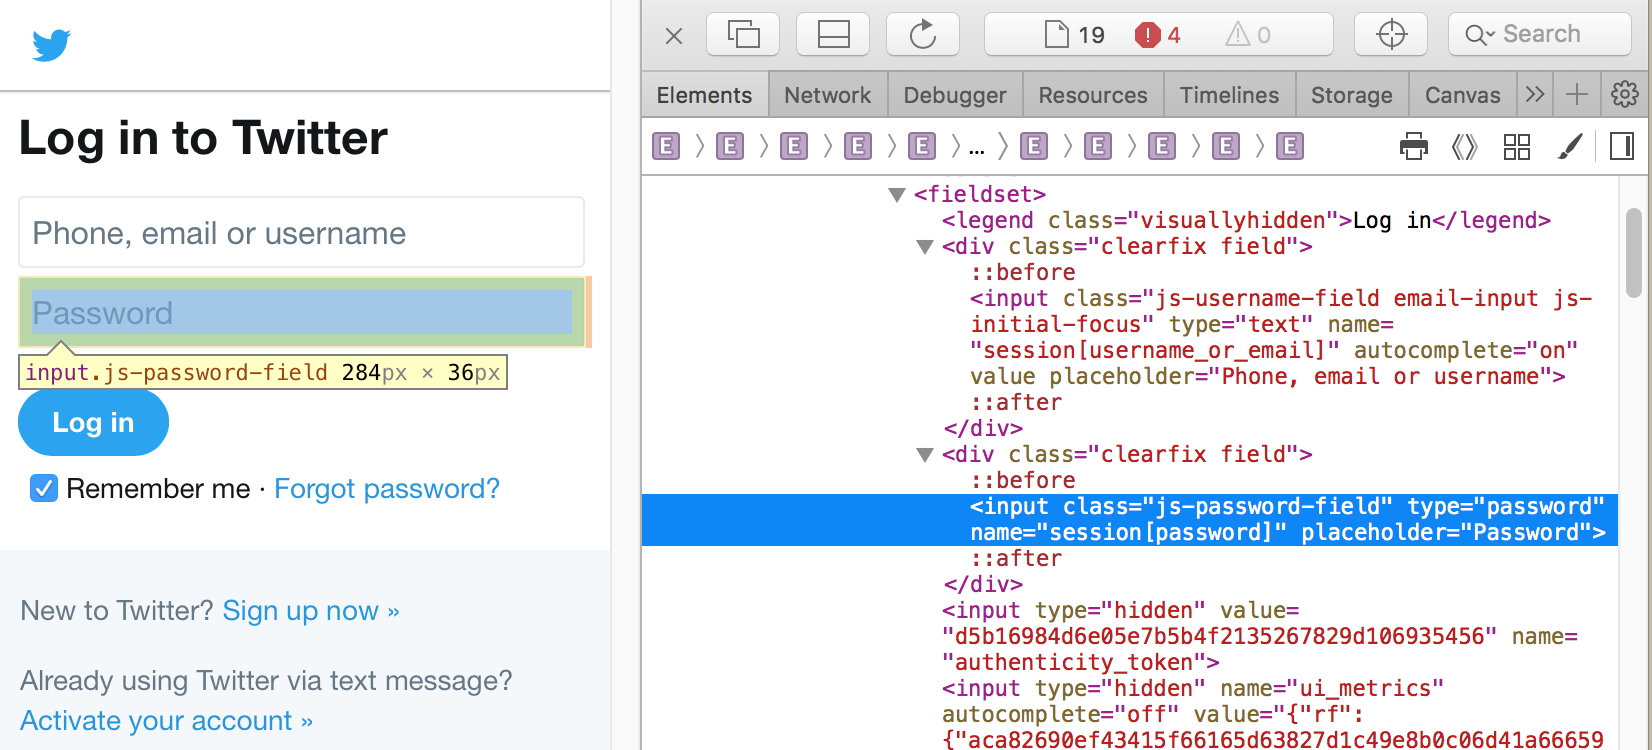 Log in to Twitter
Phone, email or username
Password
input.js-password-field 284px × 36px
Log in
Remember me · Forgot password?
New to Twitter? Sign up now »
Already using Twitter via text message?
Activate your account »
19 4 0 Search
Elements Network Debugger Resources Timelines Storage Canvas
E E E E E … E E E E E
<fieldset>
<legend class="visuallyhidden">Log in</legend>
<div class="clearfix field">
::before
<input class="js-username-field email-input js-
initial-focus" type="text" name=
"session[username_or_email]" autocomplete="on"
value placeholder="Phone, email or username">
::after
</div>
<div class="clearfix field">
::before
<input class="js-password-field" type="password"
name="session[password]" placeholder="Password">
::after
</div>
<input type="hidden" value=
"d5b16984d6e05e7b5b4f2135267829d106935456" name=
"authenticity_token">
<input type="hidden" name="ui_metrics"
autocomplete="off" value="{"rf":
{"aca82690ef43415f66165d63827d1c49e8b0c06d41a66659